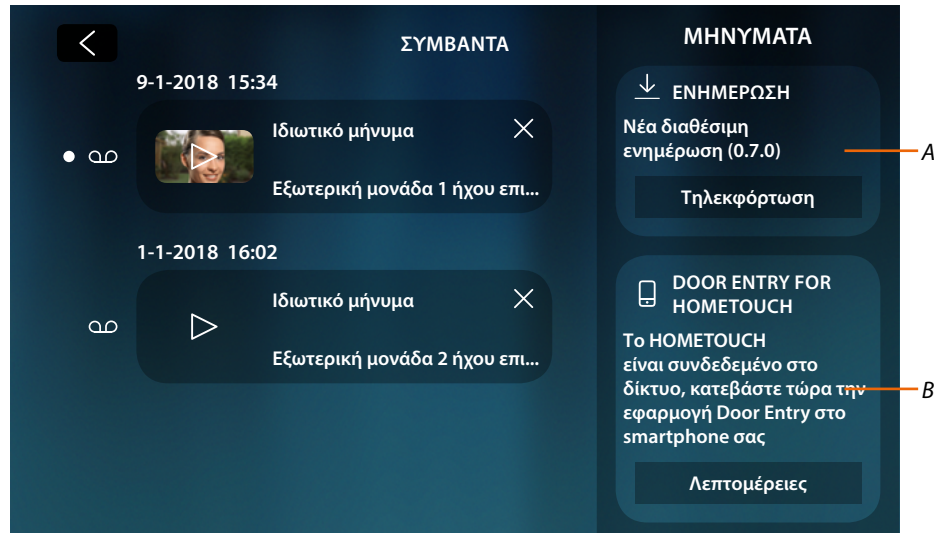 ΣΥΜΒΑΝΤΑ
9-1-2018 15:34
Ιδιωτικό μήνυμα
Εξωτερική μονάδα 1 ήχου επι...
1-1-2018 16:02
Ιδιωτικό μήνυμα
Εξωτερική μονάδα 2 ήχου επι...
ΜΗΝΥΜΑΤΑ
ΕΝΗΜΕΡΩΣΗ
Νέα διαθέσιμη
ενημέρωση (0.7.0)
Τηλεκφόρτωση
A
DOOR ENTRY FOR
HOMETOUCH
Το HOMETOUCH
είναι συνδεδεμένο στο
δίκτυο, κατεβάστε τώρα την
εφαρμογή Door Entry στο
smartphone σας
Λεπτομέρειες
B